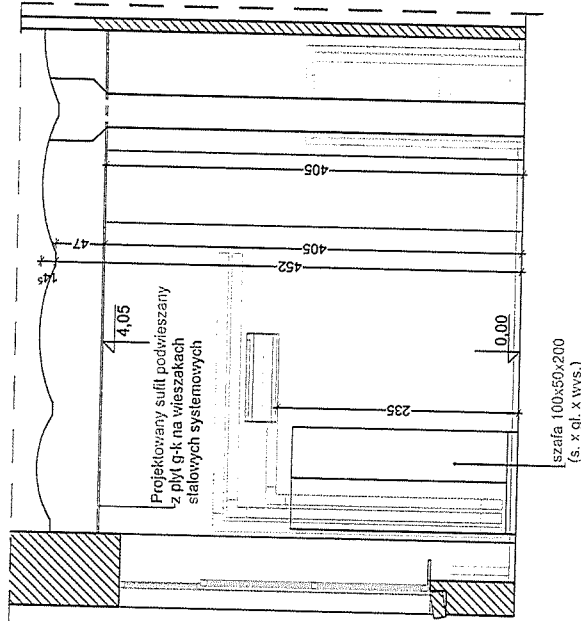 405
47
405
14⁵
452
4,05
Projektowany sufit podwieszany
z płyt g-k na wieszakach
stalowych systemowych
0,00
235
szafa 100x50x200
(s. x gł. x wys.)